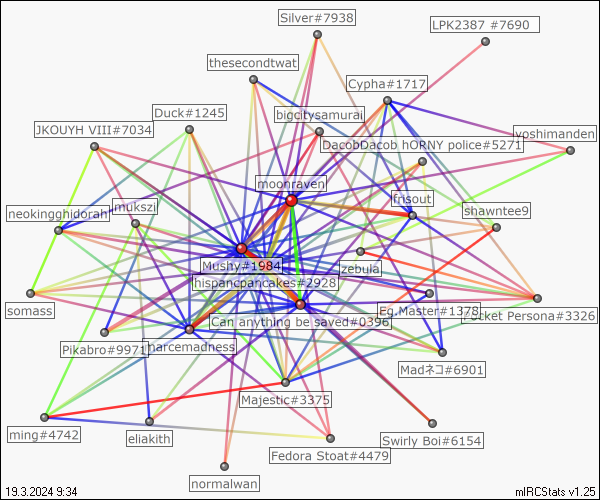 Silver#7938
LPK2387 #7690
thesecondtwat
Cypha#1717
Duck#1245
bigcitysamurai
JKOUYH VIII#7034
yoshimanden
DacobDacob hORNY police#5271
moonraven
frisout
mukszi
shawntee9
neokingghidorah
Mushy#1984
zebula
hispancpancakes#2928
somass
Eg.Master#1378
Can anything be saved#0396
cket Persona#3326
Pikabro#9971
marcemadness
Madネコ#6901
Majestic#3375
ming#4742
eliakith
Swirly Boi#6154
Fedora Stoat#4479
normalwan
19.3.2024 9:34
mIRCStats v1.25